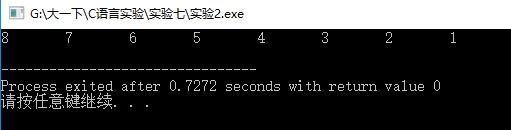 G:\大一下\C语言实验\实验七\实验2.exe
8 7 6 5 4 3 2 1
--------------------------------
Process exited after 0.7272 seconds with return value 0
请按任意键继续. . .